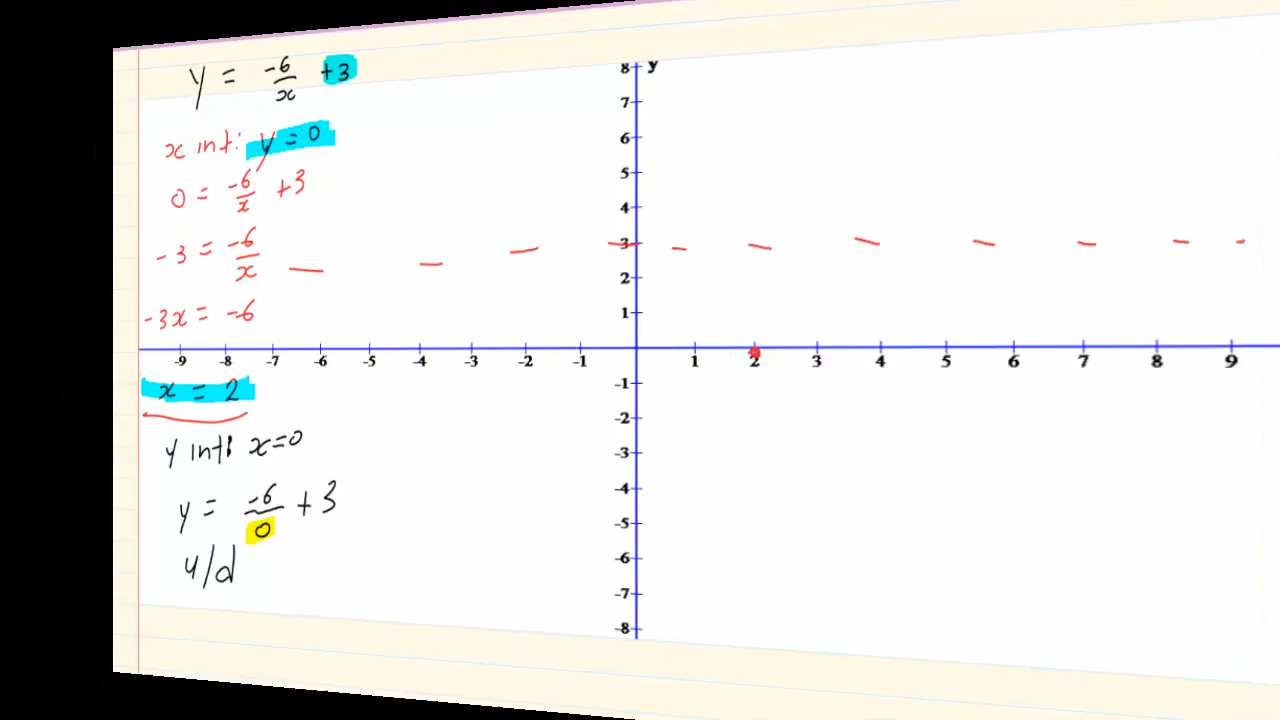 y = -6/x +3
x int: y = 0
0 = -6/x +3
-3 = -6/x
-3x = -6
x = 2
y int: x=0
y = -6/0 + 3
u/d
y
8
7
6
5
4
3
2
1
-9 -8 -7 -6 -5 -4 -3 -2 -1 1 2 3 4 5 6 7 8 9
-1
-2
-3
-4
-5
-6
-7
-8